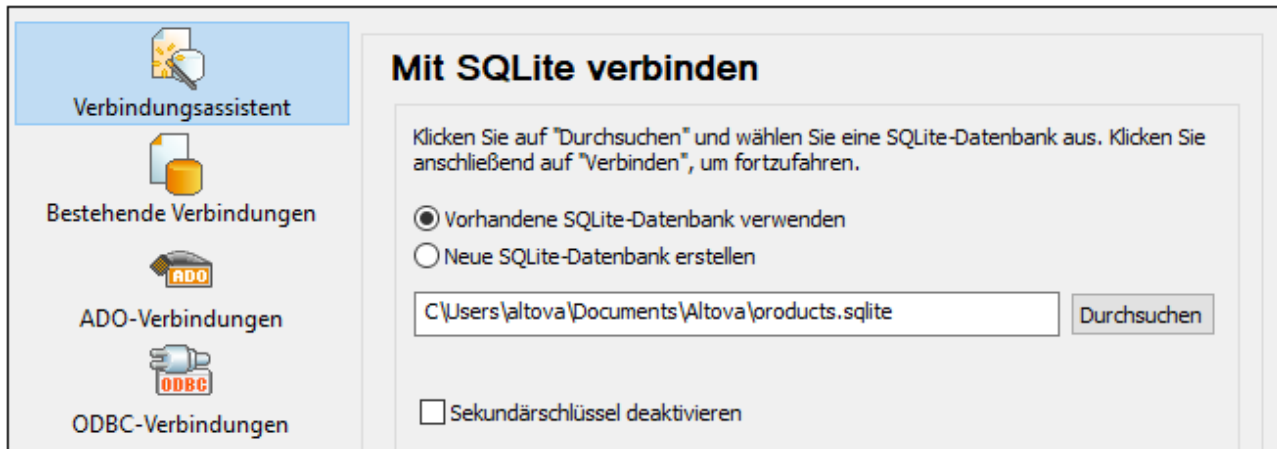 Verbindungsassistent
Bestehende Verbindungen
ADO
ADO-Verbindungen
ODBC
ODBC-Verbindungen
Mit SQLite verbinden
Klicken Sie auf "Durchsuchen" und wählen Sie eine SQLite-Datenbank aus. Klicken Sie
anschließend auf "Verbinden", um fortzufahren.
Vorhandene SQLite-Datenbank verwenden
Neue SQLite-Datenbank erstellen
C\Users\altova\Documents\Altova\products.sqlite
Durchsuchen
Sekundärschlüssel deaktivieren